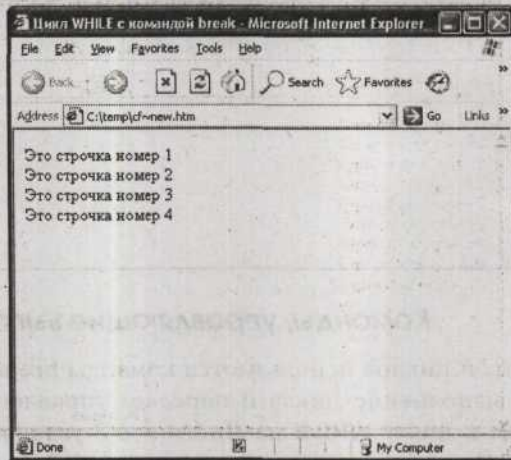 Цикл WHILE с командой break - Microsoft Internet Explorer
File Edit View Favorites Tools Help
Back Search Favorites
Address C:\temp\cf~new.htm Go Links
Это строчка номер 1
Это строчка номер 2
Это строчка номер 3
Это строчка номер 4
Done My Computer